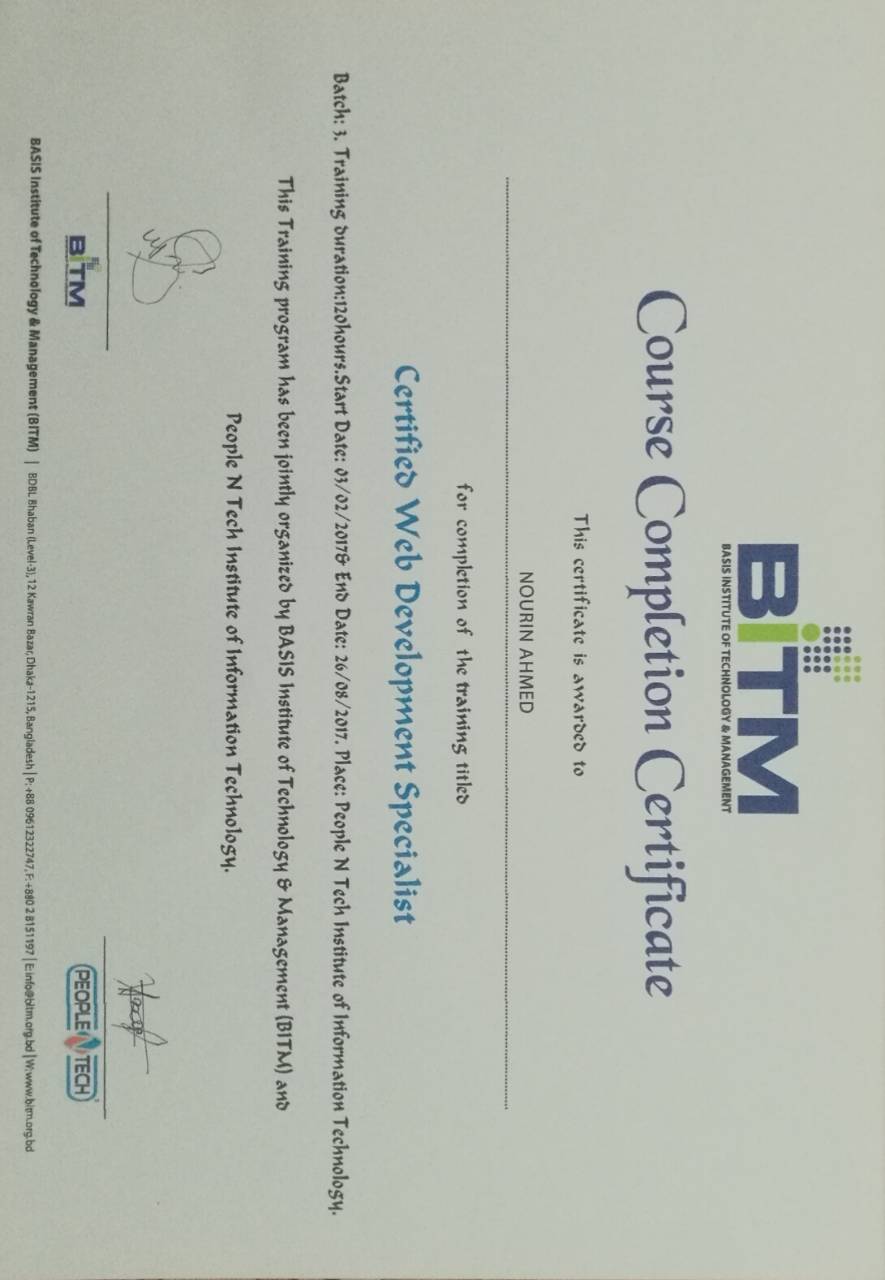 BiTM
BASIS INSTITUTE OF TECHNOLOGY & MANAGEMENT
Course Completion Certificate
This certificate is awarded to
NOURIN AHMED
for completion of the training titled
Certified Web Development Specialist
Batch: 3. Training duration:120hours.Start Date: 03/02/2017& End Date: 26/08/2017. Place: People N Tech Institute of Information Technology.
This Training program has been jointly organized by BASIS Institute of Technology & Management (BITM) and
People N Tech Institute of Information Technology.
BiTM
PEOPLE N TECH
BASIS Institute of Technology & Management (BITM) | BDBL Bhaban (Level-3), 12 Kawran Bazar, Dhaka-1215, Bangladesh | P: +88 09612322747, F: +880 2 8151197 | E: info@bitm.org.bd | W: www.bitm.org.bd